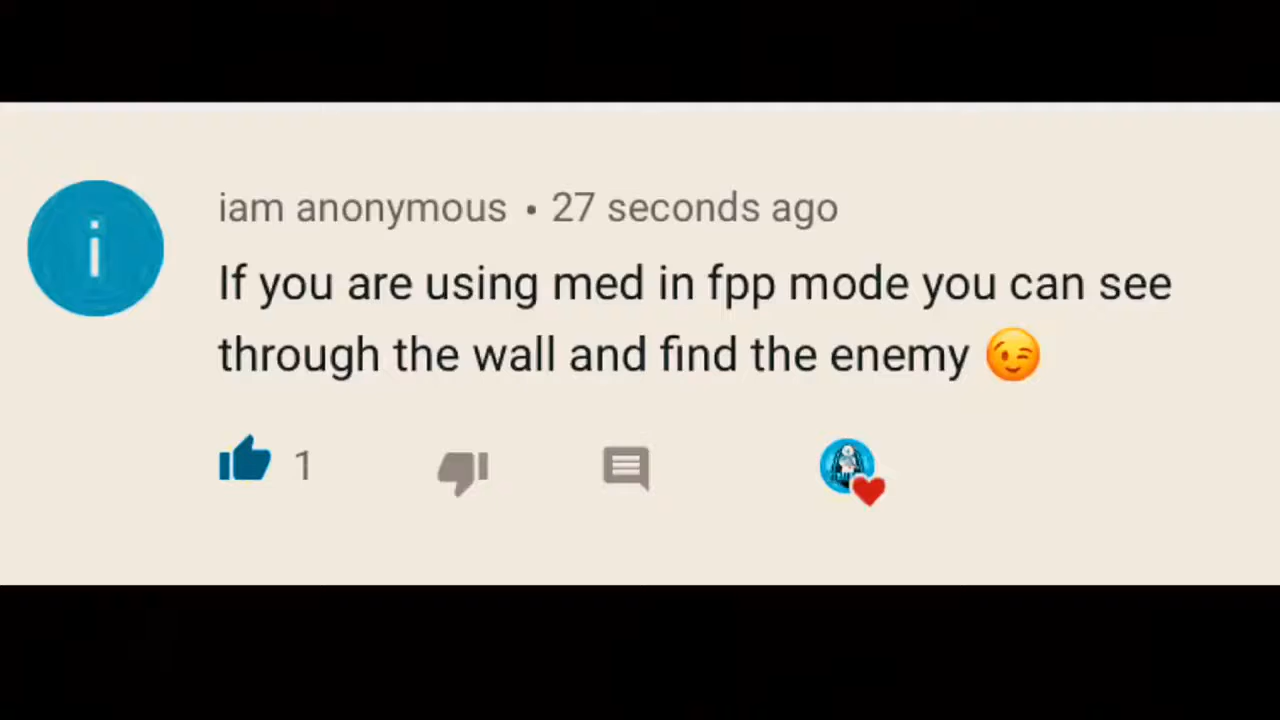 i
iam anonymous • 27 seconds ago
If you are using med in fpp mode you can see
through the wall and find the enemy 😉
1